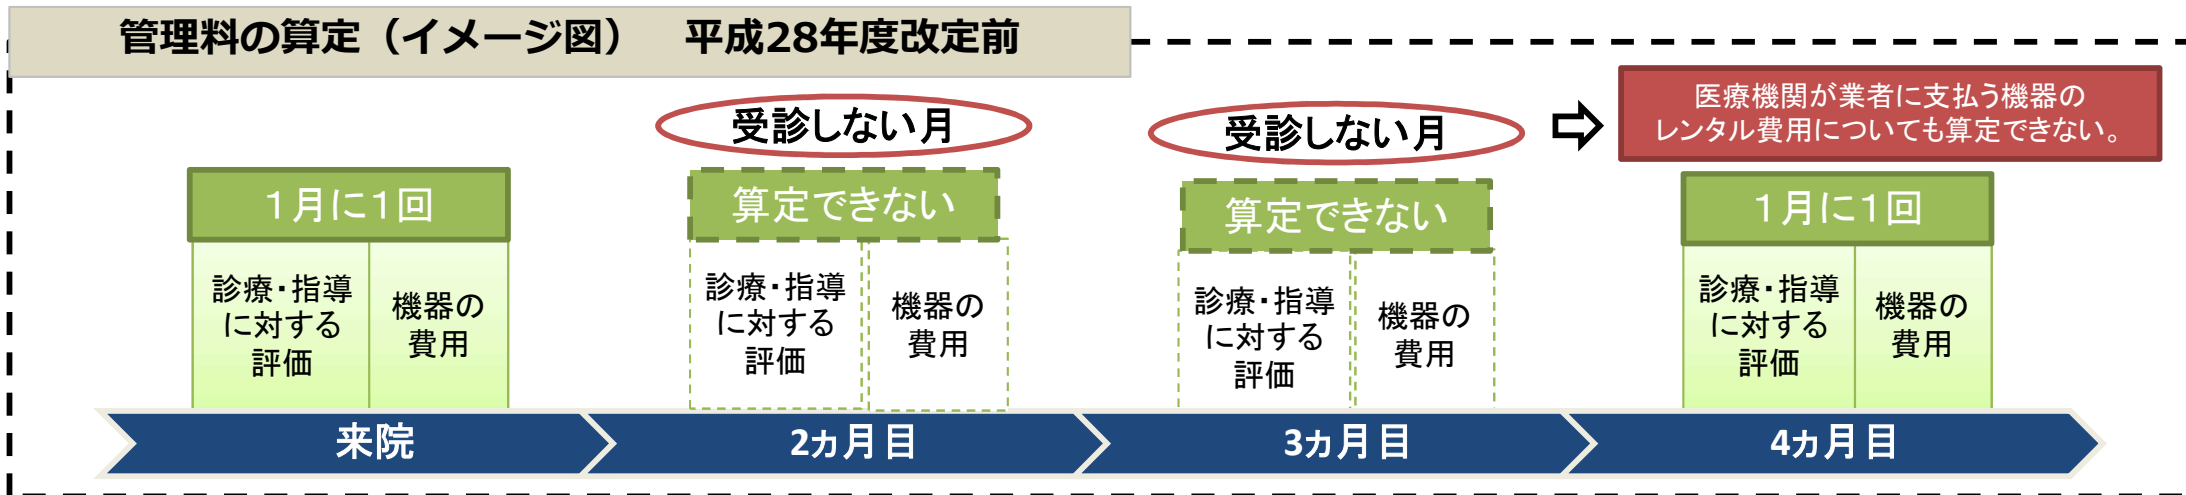 管理料の算定（イメージ図）　平成28年度改定前
受診しない月
受診しない月
⇨
医療機関が業者に支払う機器の
レンタル費用についても算定できない。
１月に１回
診療・指導
に対する
評価
機器の
費用
算定できない
診療・指導
に対する
評価
機器の
費用
算定できない
診療・指導
に対する
評価
機器の
費用
１月に１回
診療・指導
に対する
評価
機器の
費用
来院
2ヵ月目
3ヵ月目
4ヵ月目